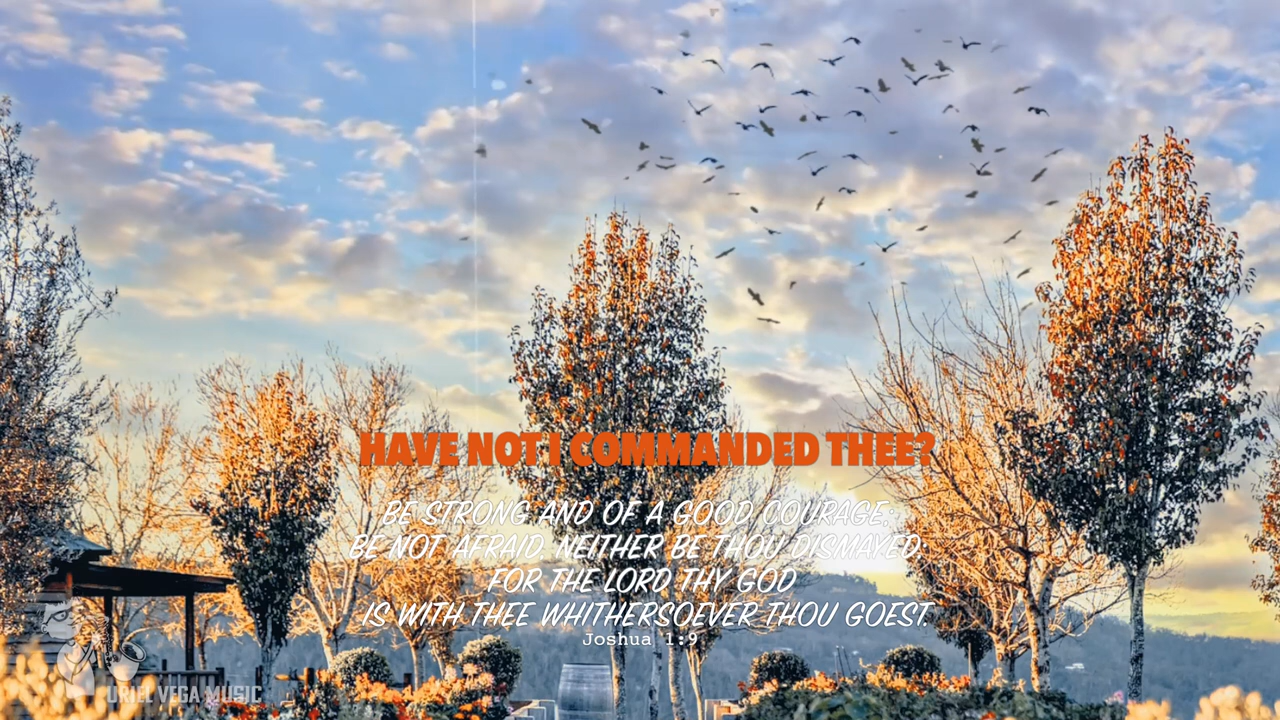 HAVE NOT I COMMANDED THEE?
BE STRONG AND OF A GOOD COURAGE;
BE NOT AFRAID, NEITHER BE THOU DISMAYED:
FOR THE LORD THY GOD
IS WITH THEE WHITHERSOEVER THOU GOEST.
Joshua 1:9
URIEL VEGA MUSIC